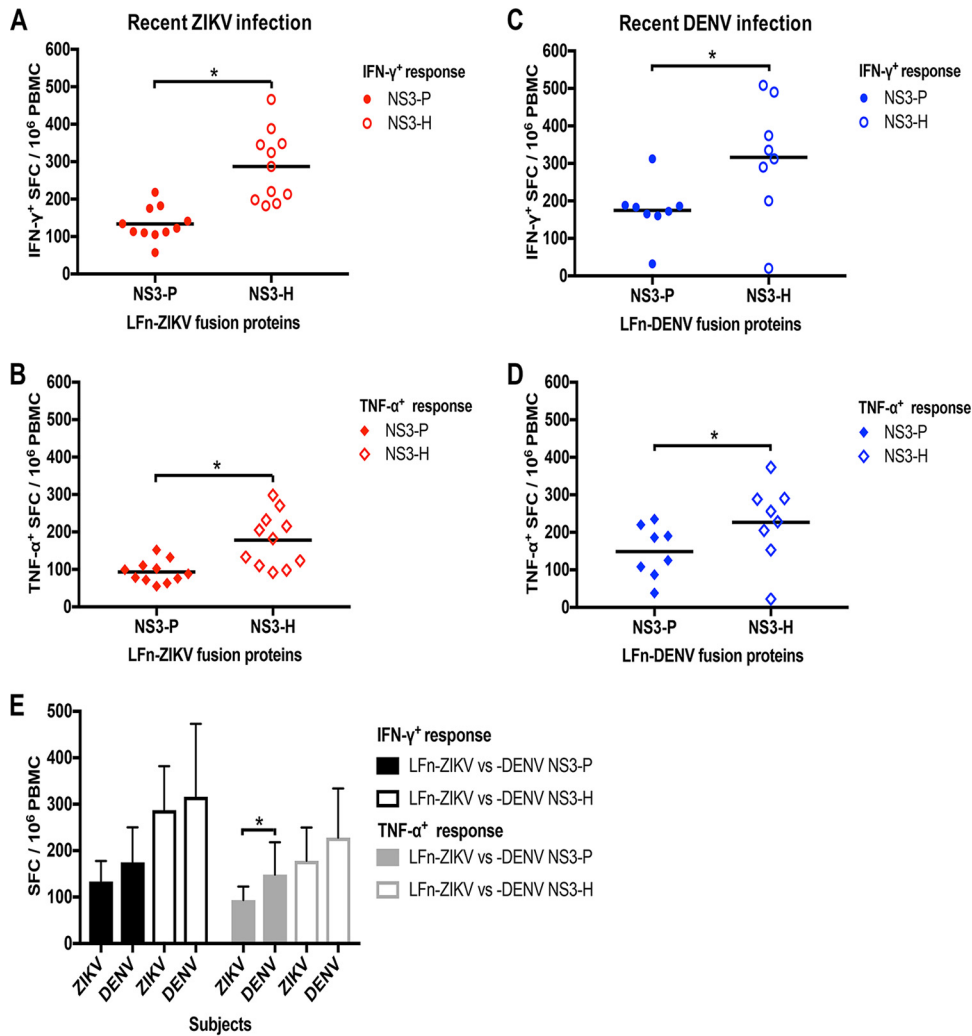 A
Recent ZIKV infection
IFN-γ⁺ SFC / 10⁶ PBMC
600
500
400
300
200
100
0
*
NS3-P
NS3-H
LFn-ZIKV fusion proteins
IFN-γ⁺ response
NS3-P
NS3-H
C
Recent DENV infection
IFN-γ⁺ SFC / 10⁶ PBMC
600
500
400
300
200
100
0
*
NS3-P
NS3-H
LFn-DENV fusion proteins
IFN-γ⁺ response
NS3-P
NS3-H
B
TNF-α⁺ SFC / 10⁶ PBMC
600
500
400
300
200
100
0
*
NS3-P
NS3-H
LFn-ZIKV fusion proteins
TNF-α⁺ response
NS3-P
NS3-H
D
TNF-α⁺ SFC / 10⁶ PBMC
600
500
400
300
200
100
0
*
NS3-P
NS3-H
LFn-DENV fusion proteins
TNF-α⁺ response
NS3-P
NS3-H
E
SFC / 10⁶ PBMC
500
400
300
200
100
0
*
ZIKV
DENV
ZIKV
DENV
ZIKV
DENV
ZIKV
DENV
Subjects
IFN-γ⁺ response
LFn-ZIKV vs -DENV NS3-P
LFn-ZIKV vs -DENV NS3-H
TNF-α⁺ response
LFn-ZIKV vs -DENV NS3-P
LFn-ZIKV vs -DENV NS3-H